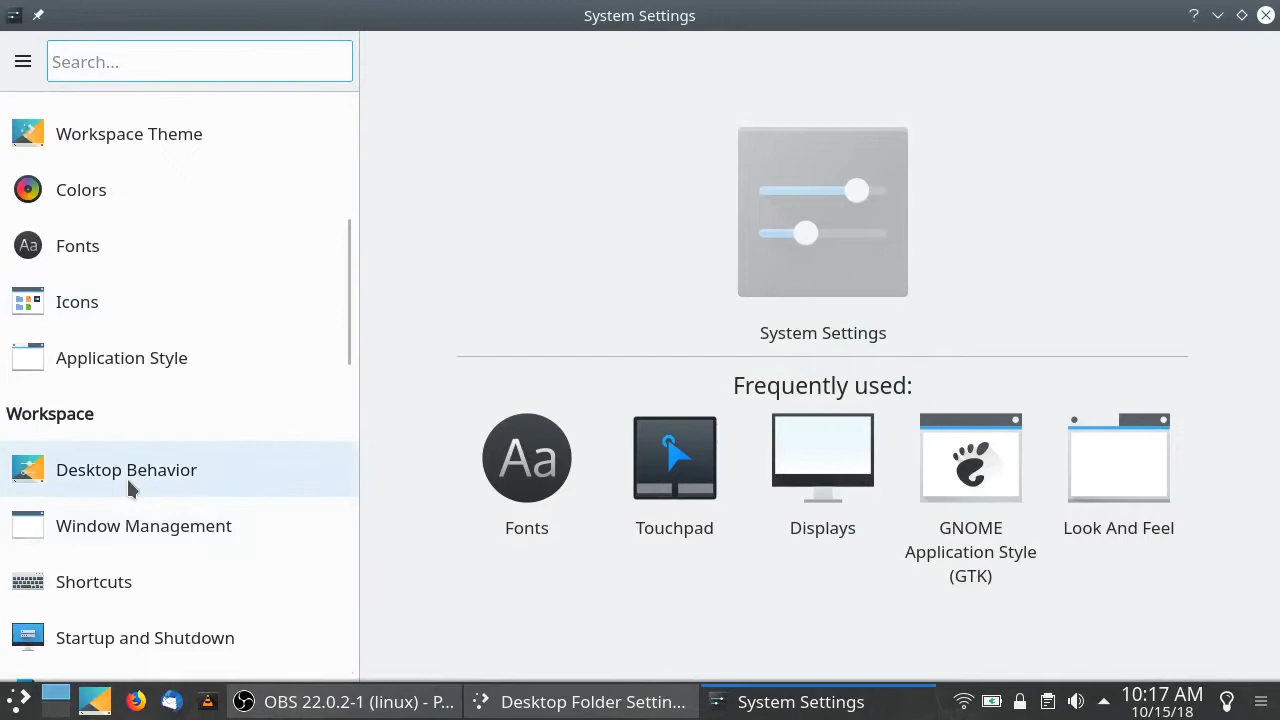 System Settings
Search...
Workspace Theme
Colors
Aa Fonts
Icons
Application Style
Workspace
Desktop Behavior
Window Management
Shortcuts
Startup and Shutdown
System Settings
Frequently used:
Aa
Fonts
Touchpad
Displays
GNOME
Application Style
(GTK)
Look And Feel
OBS 22.0.2-1 (linux) - P...
Desktop Folder Settin...
System Settings
10:17 AM
10/15/18